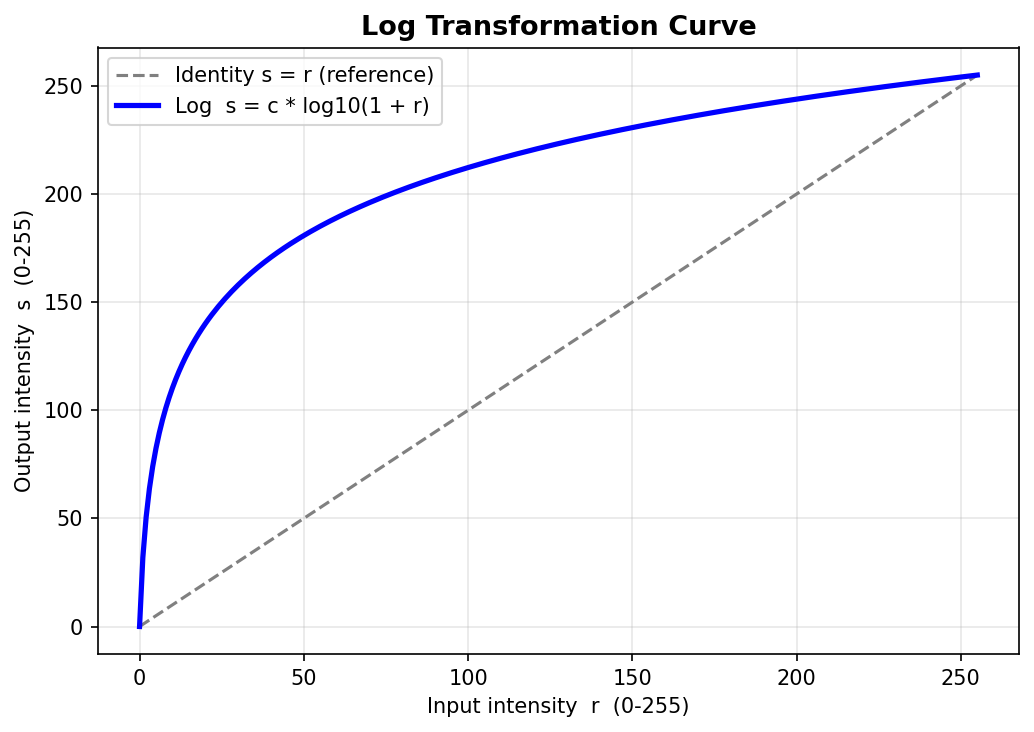 Log Transformation Curve
Identity s = r (reference)
Log  s = c * log10(1 + r)
Output intensity  s  (0-255)
250
200
150
100
50
0
0 50 100 150 200 250
Input intensity  r  (0-255)